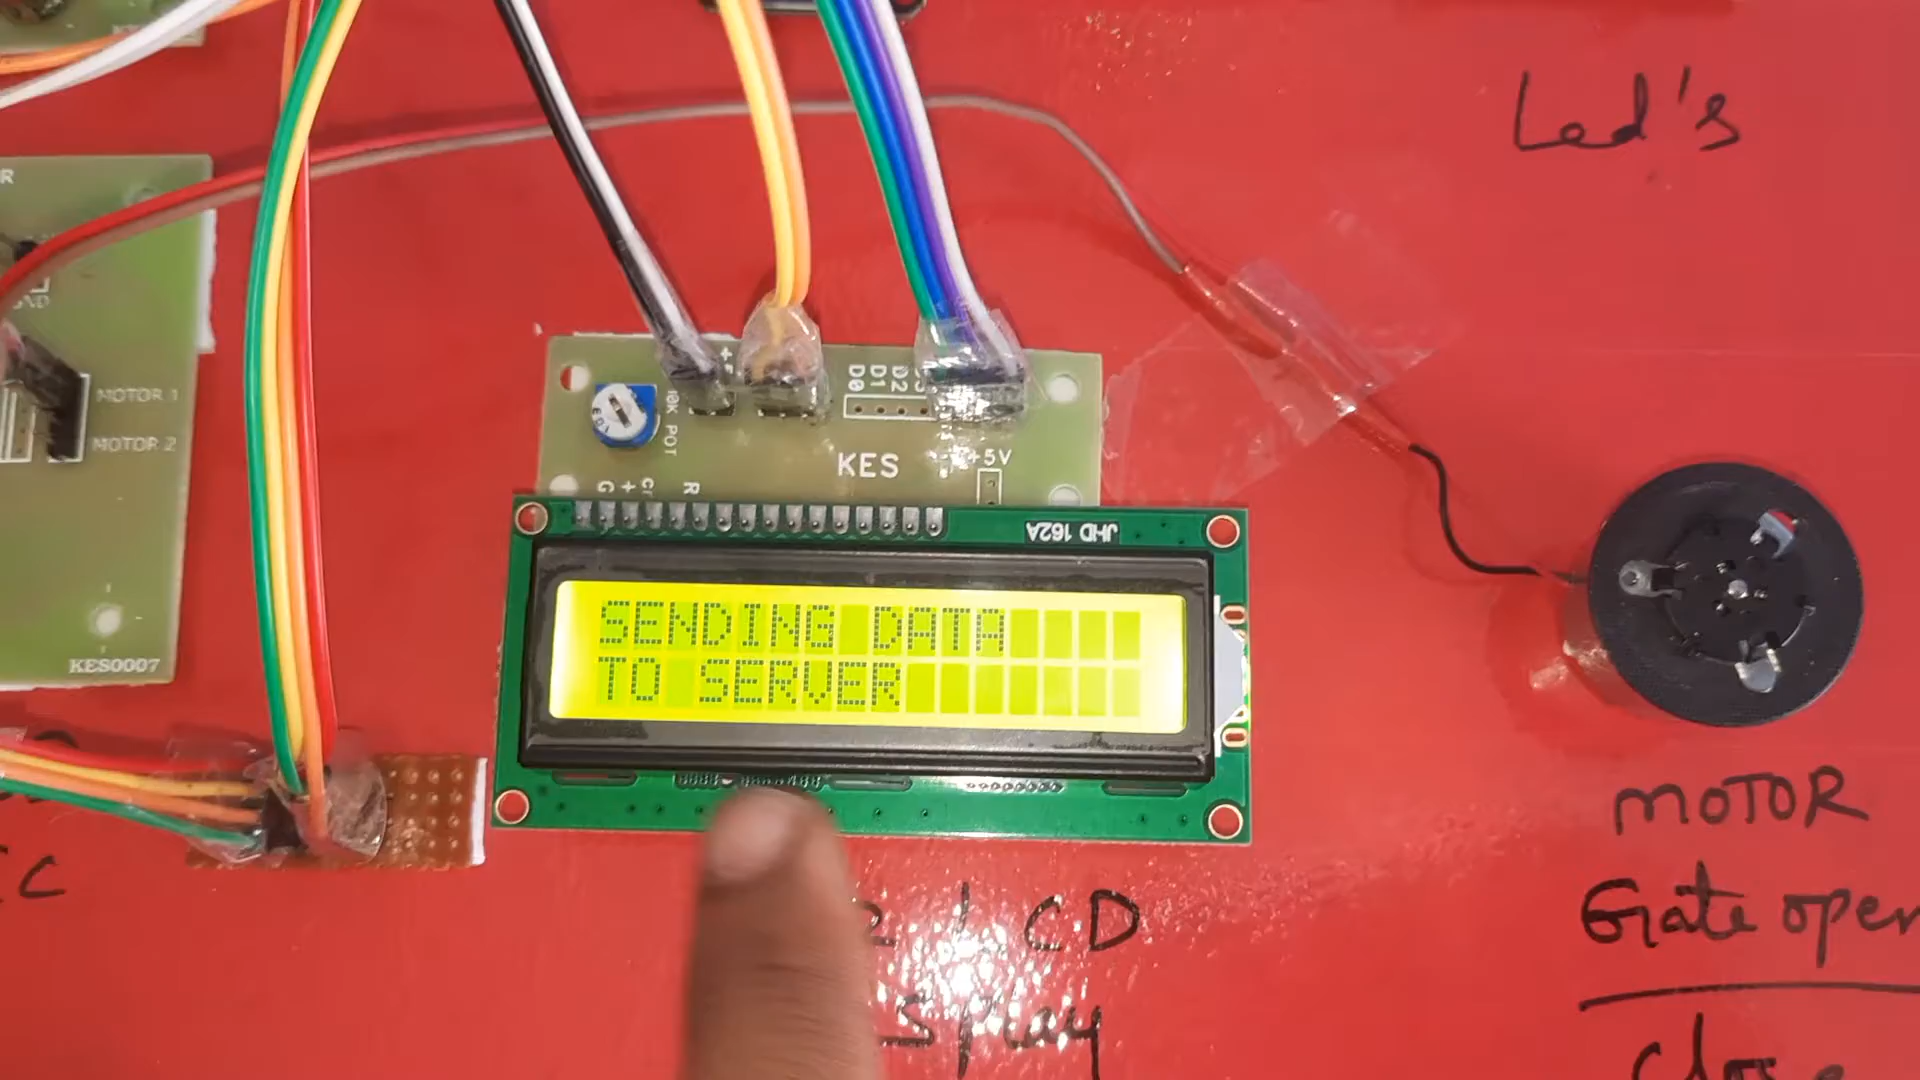 Led's
MOTOR 1
MOTOR 2
KES0007
10K POT
D0
D1
D2
KES
+5V
G
+
R
JHD 162A
SENDING DATA
TO SERVER
LCD
MOTOR
Gate open
close